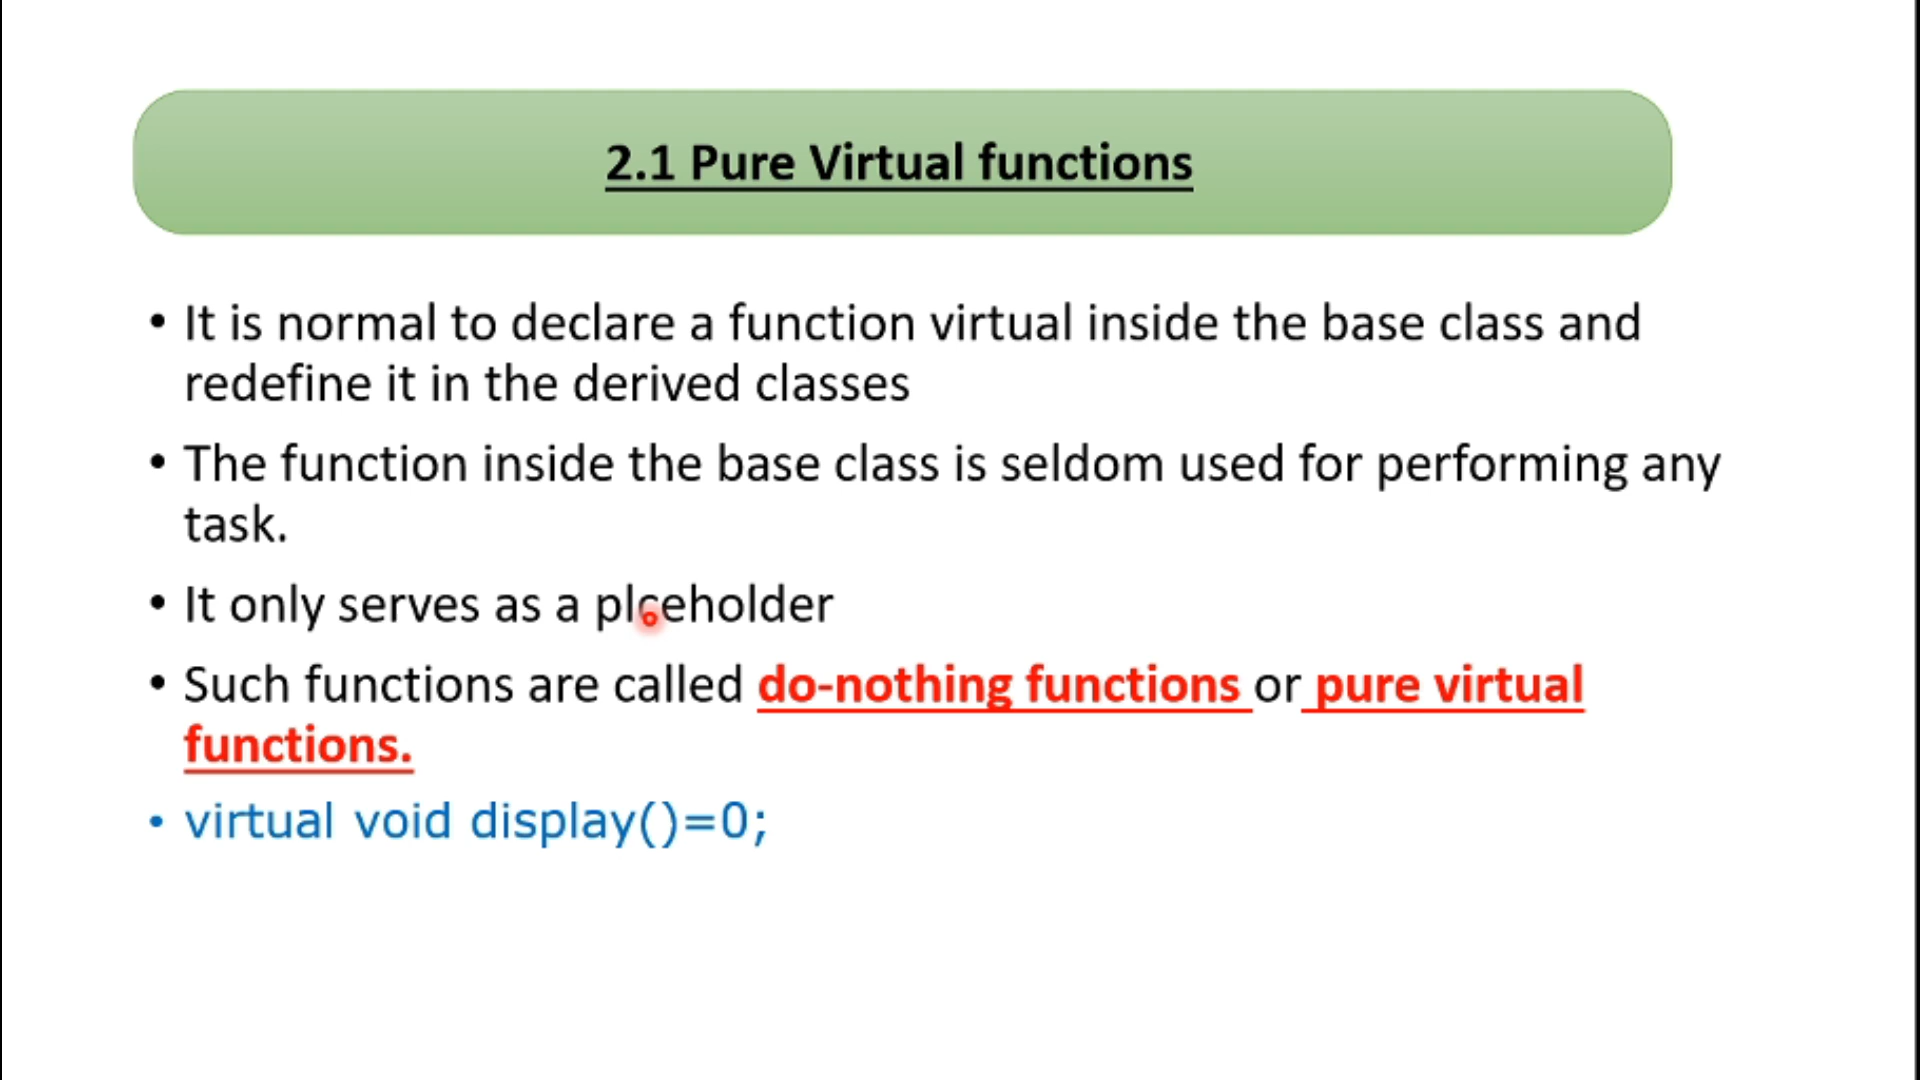 2.1 Pure Virtual functions
• It is normal to declare a function virtual inside the base class and
redefine it in the derived classes
• The function inside the base class is seldom used for performing any
task.
• It only serves as a plceholder
• Such functions are called do-nothing functions or pure virtual
functions.
• virtual void display()=0;